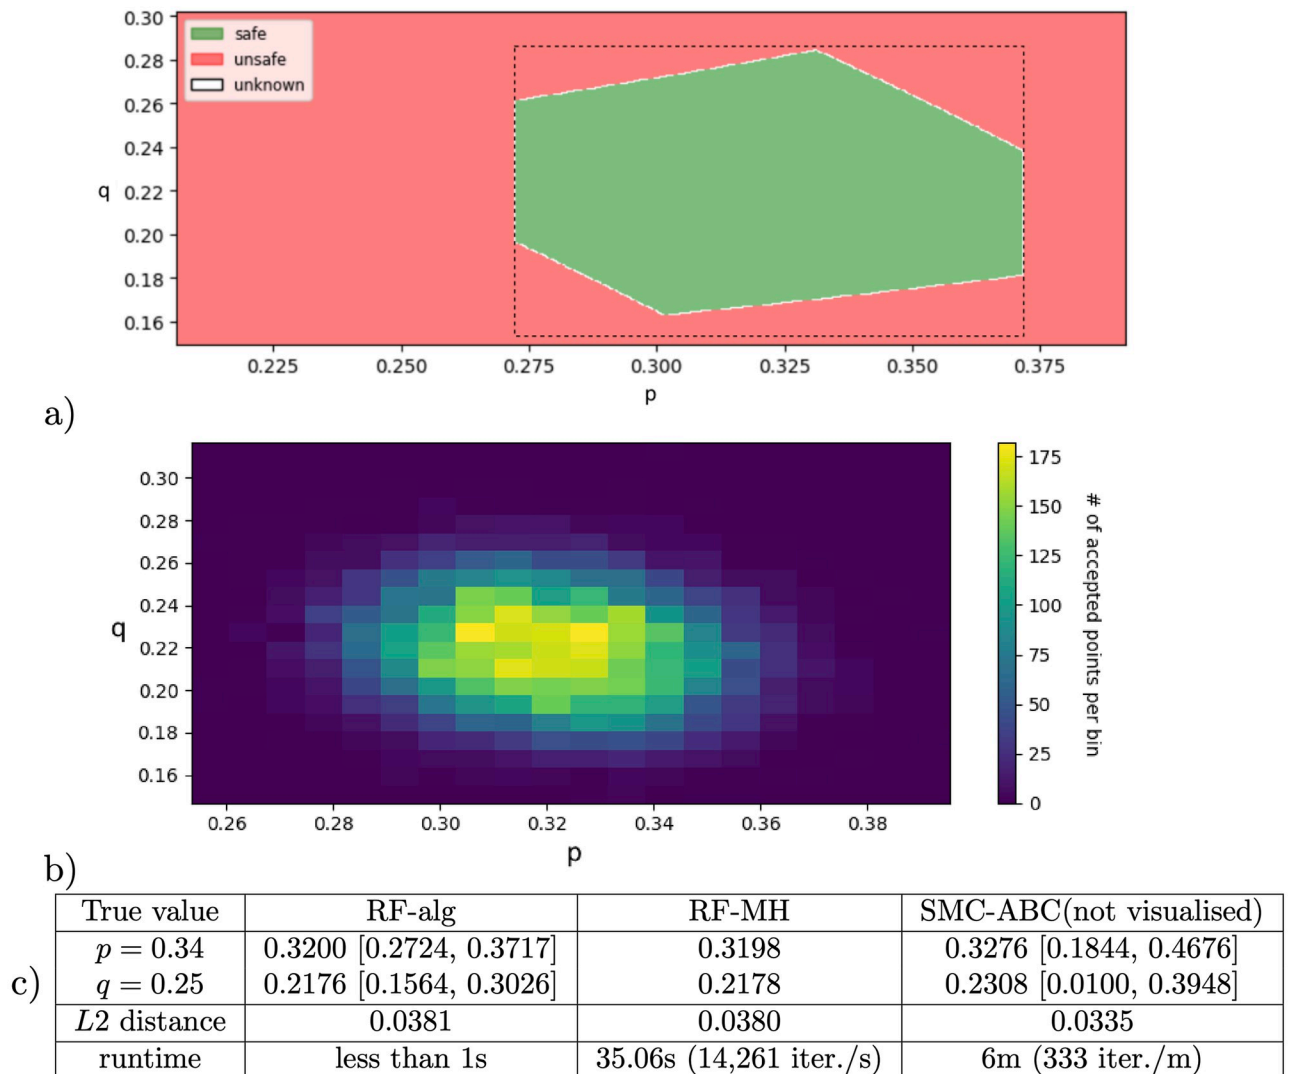 0.30
0.28
0.26
0.24
0.22
0.20
0.18
0.16
q
safe
unsafe
unknown
0.225 0.250 0.275 0.300 0.325 0.350 0.375
p
a)
0.30
0.28
0.26
0.24
0.22
0.20
0.18
0.16
q
0.26 0.28 0.30 0.32 0.34 0.36 0.38
p
175
150
125
100
75
50
25
0
# of accepted points per bin
b)
True value RF-alg RF-MH SMC-ABC(not visualised)
p = 0.34 0.3200 [0.2724, 0.3717] 0.3198 0.3276 [0.1844, 0.4676]
c) q = 0.25 0.2176 [0.1564, 0.3026] 0.2178 0.2308 [0.0100, 0.3948]
L2 distance 0.0381 0.0380 0.0335
runtime less than 1s 35.06s (14,261 iter./s) 6m (333 iter./m)